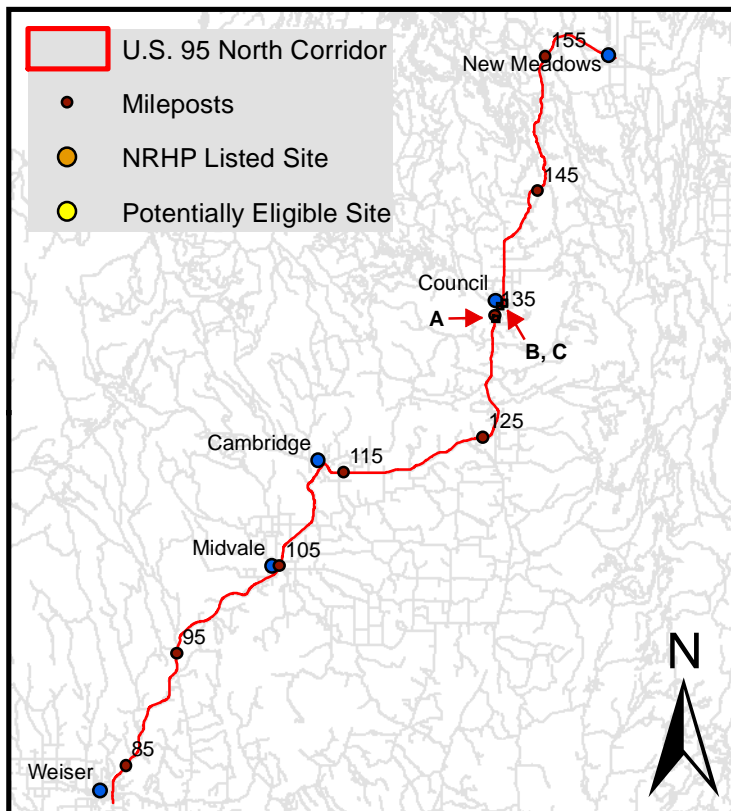 U.S. 95 North Corridor
Mileposts
NRHP Listed Site
Potentially Eligible Site
155
New Meadows
145
Council
135
A
B, C
125
Cambridge
115
Midvale
105
95
N
85
Weiser